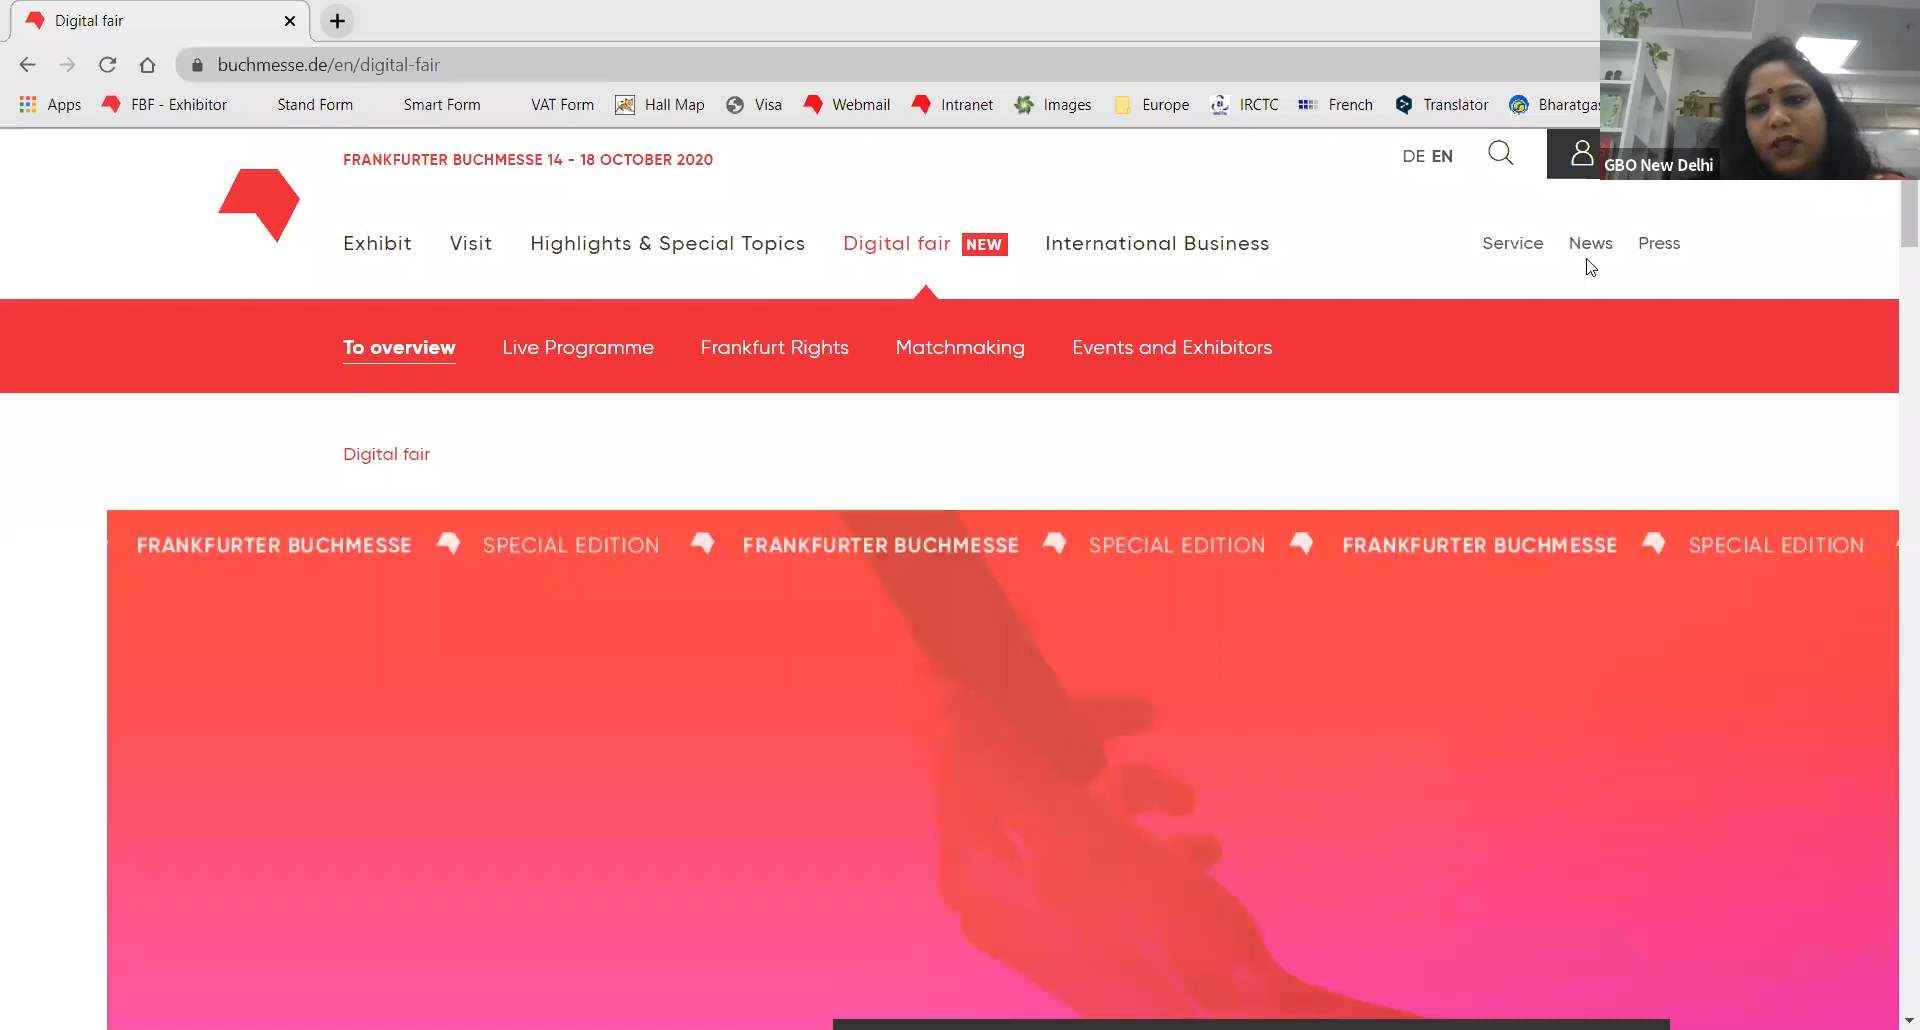 Digital fair
buchmesse.de/en/digital-fair
Apps FBF - Exhibitor Stand Form Smart Form VAT Form Hall Map Visa Webmail Intranet Images Europe IRCTC French Translator Bharatgas
GBO New Delhi
FRANKFURTER BUCHMESSE 14 - 18 OCTOBER 2020
DE EN
Exhibit Visit Highlights & Special Topics Digital fair NEW International Business Service News Press
To overview Live Programme Frankfurt Rights Matchmaking Events and Exhibitors
Digital fair
FRANKFURTER BUCHMESSE SPECIAL EDITION FRANKFURTER BUCHMESSE SPECIAL EDITION FRANKFURTER BUCHMESSE SPECIAL EDITION